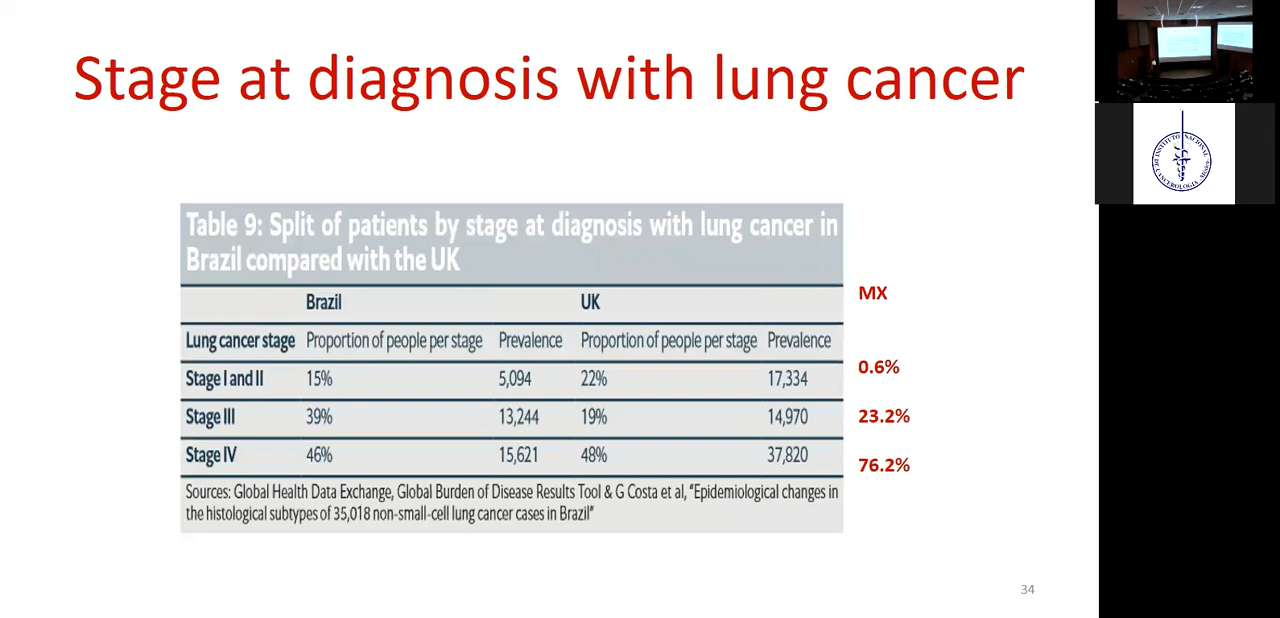 Stage at diagnosis with lung cancer
Table 9: Split of patients by stage at diagnosis with lung cancer in
Brazil compared with the UK
Brazil UK MX
Lung cancer stage Proportion of people per stage Prevalence Proportion of people per stage Prevalence
Stage I and II 15% 5,094 22% 17,334 0.6%
Stage III 39% 13,244 19% 14,970 23.2%
Stage IV 46% 15,621 48% 37,820 76.2%
Sources: Global Health Data Exchange, Global Burden of Disease Results Tool & G Costa et al, “Epidemiological changes in
the histological subtypes of 35,018 non-small-cell lung cancer cases in Brazil”
34
INSTITUTO NACIONAL
DE CANCEROLOGIA
México